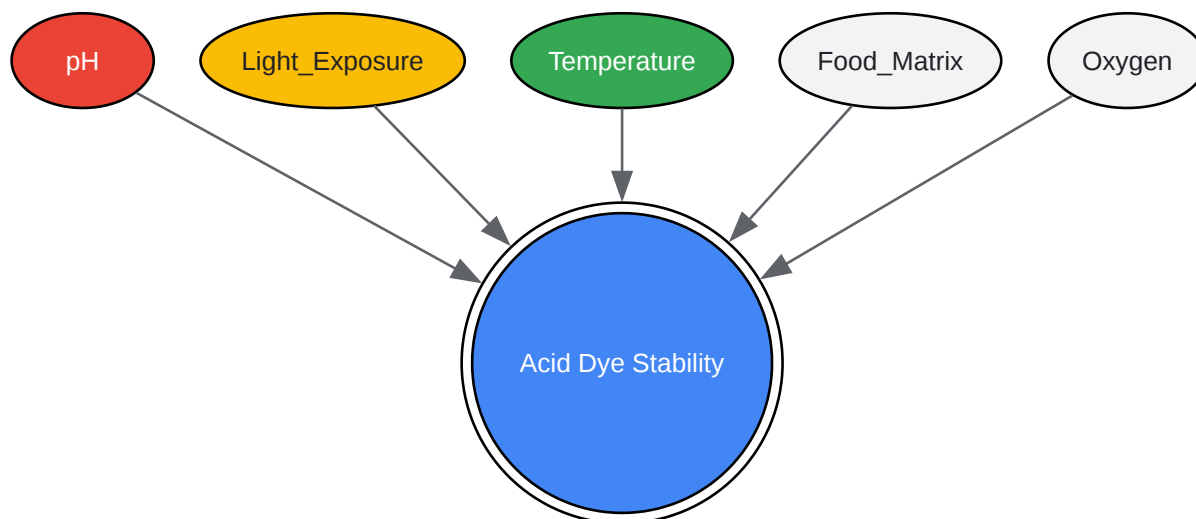 pH
Light_Exposure
Temperature
Food_Matrix
Oxygen
Acid Dye Stability